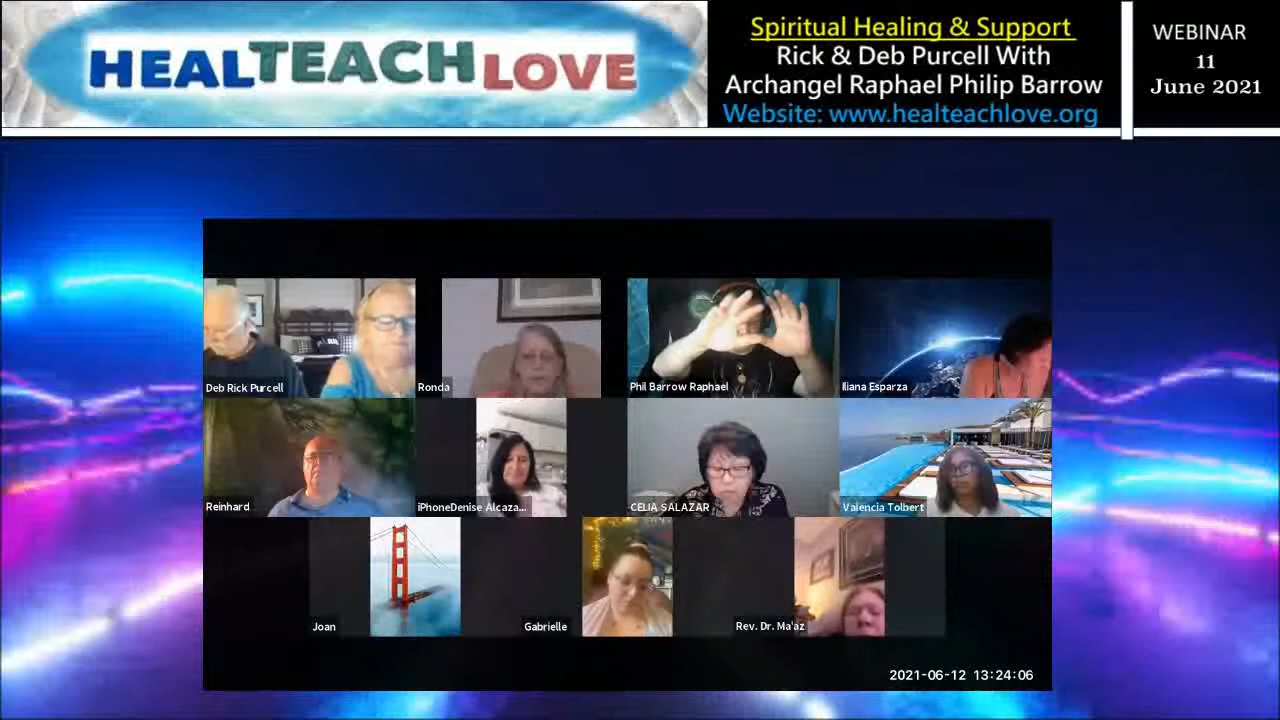 HEALTEACHLOVE
Spiritual Healing & Support
Rick & Deb Purcell With
Archangel Raphael Philip Barrow
Website: www.healteachlove.org
WEBINAR
11
June 2021
Deb Rick Purcell
Ronda
Phil Barrow Raphael
Iliana Esparza
Reinhard
iPhoneDenise Alcaza...
CELIA SALAZAR
Valencia Tolbert
Joan
Gabrielle
Rev. Dr. Ma'az
2021-06-12 13:24:06